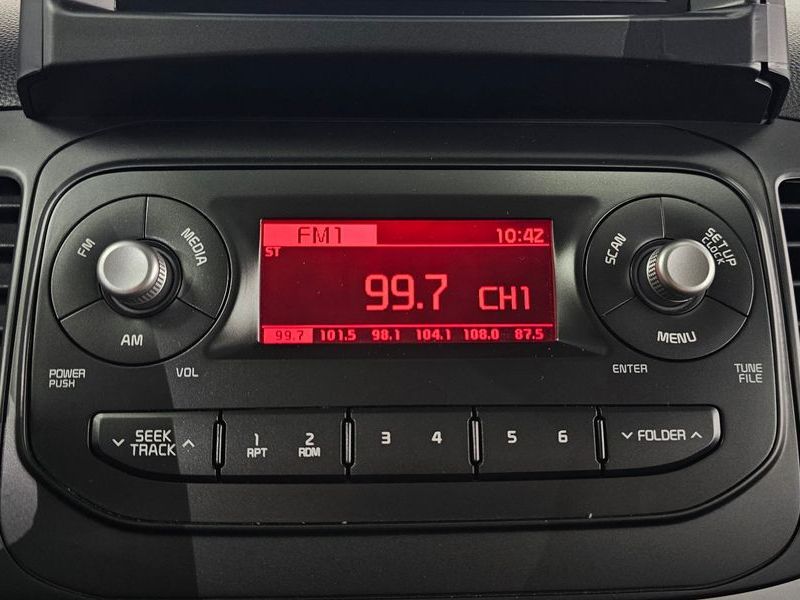 FM
MEDIA
AM
POWER
PUSH
VOL
FM1 10:42
ST
99.7 CH1
99.7 101.5 98.1 104.1 108.0 87.5
SCAN
SETUP
CLOCK
MENU
ENTER
TUNE
FILE
SEEK
TRACK
1
RPT
2
RDM
3 4
5 6
FOLDER